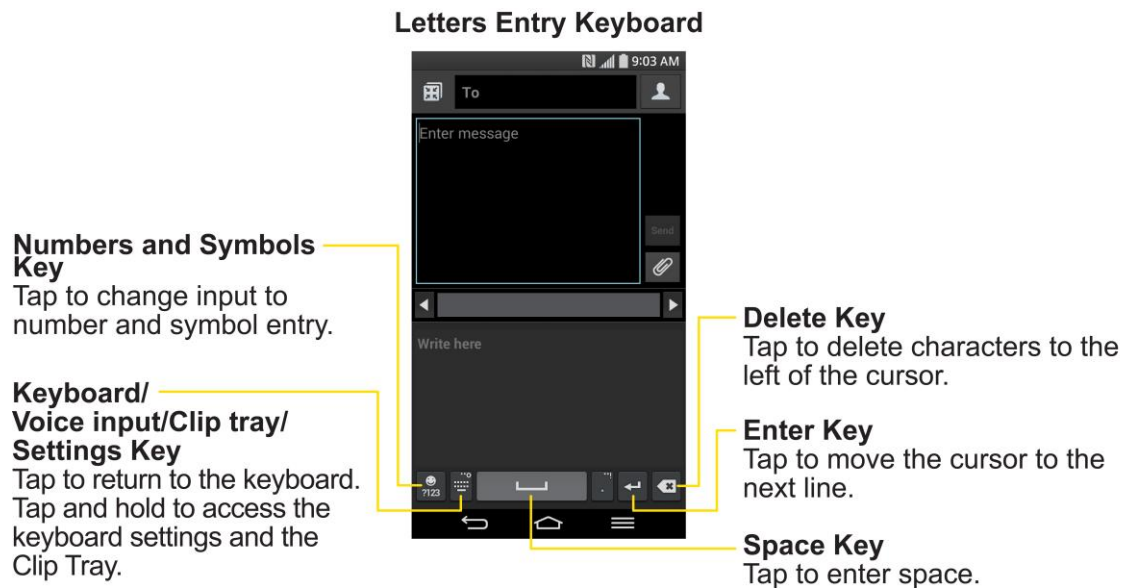 Letters Entry Keyboard
9:03 AM
To
Enter message
Send
Write here
?123
Numbers and Symbols
Key
Tap to change input to
number and symbol entry.
Keyboard/
Voice input/Clip tray/
Settings Key
Tap to return to the keyboard.
Tap and hold to access the
keyboard settings and the
Clip Tray.
Delete Key
Tap to delete characters to the
left of the cursor.
Enter Key
Tap to move the cursor to the
next line.
Space Key
Tap to enter space.